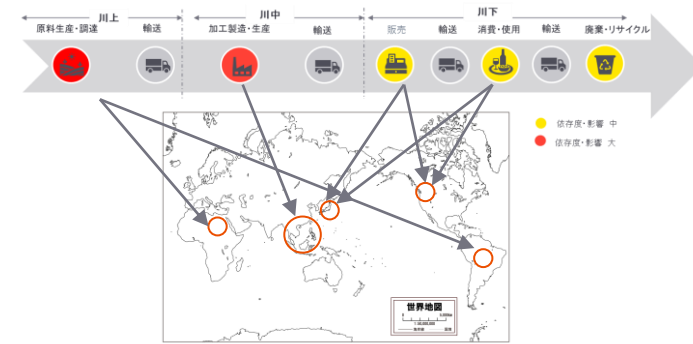 川上
川中
川下
原料生産・調達
輸送
加工製造・生産
輸送
販売
輸送
消費・使用
輸送
廃棄・リサイクル
依存度・影響 中
依存度・影響 大
世界地図